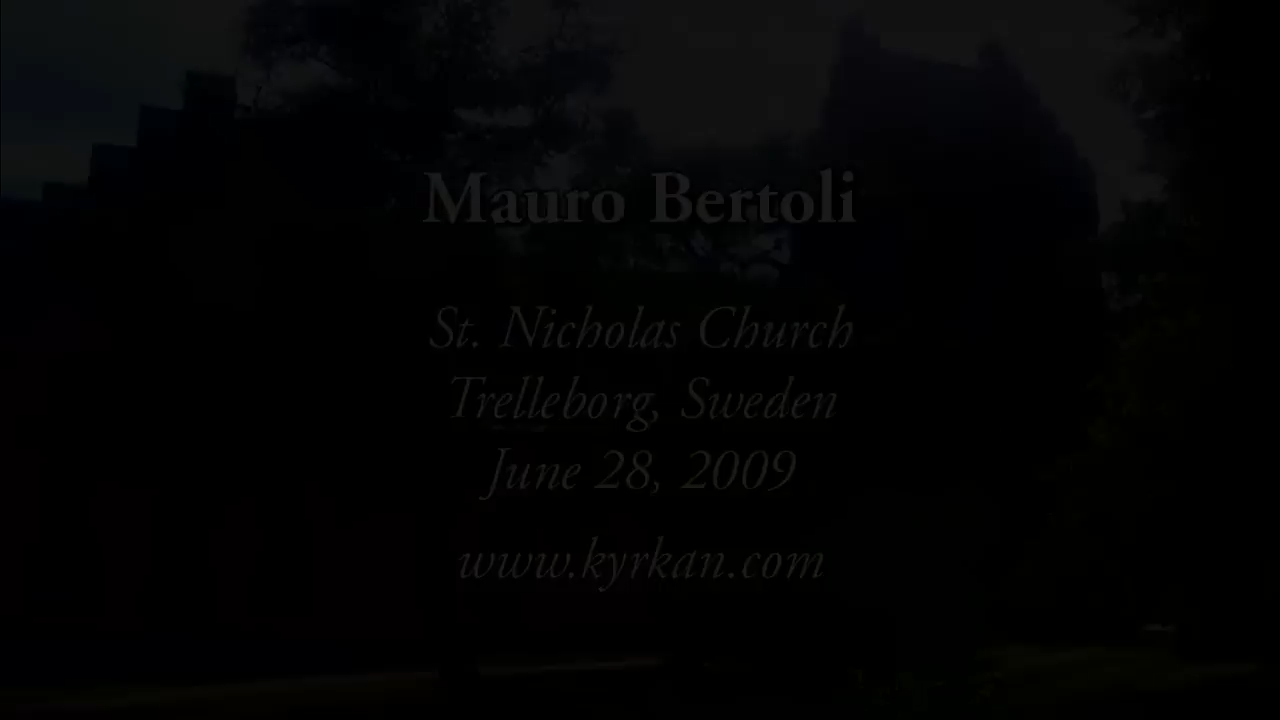 Mauro Bertoli
St. Nicholas Church
Trelleborg, Sweden
June 28, 2009
www.kyrkan.com